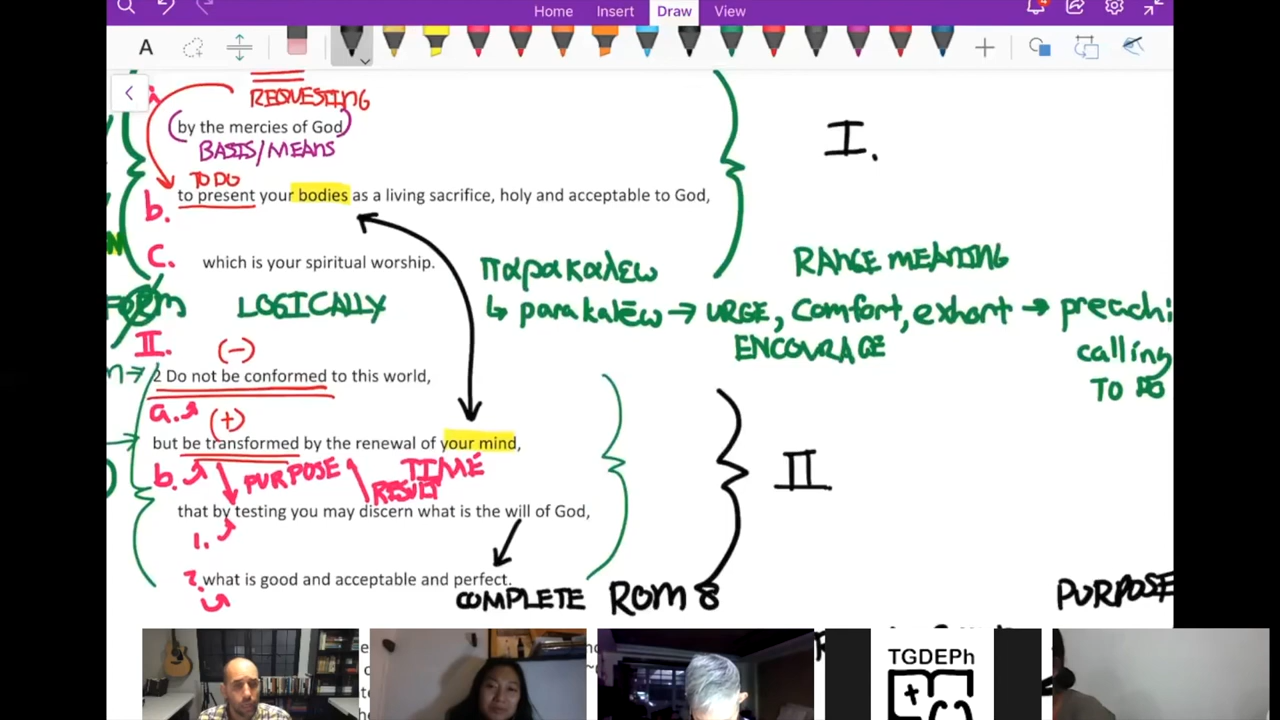 Home Insert Draw View
A
REQUESTING
(by the mercies of God)
BASIS/MEANS
I.
TO DO
b. to present your bodies as a living sacrifice, holy and acceptable to God,
c. which is your spiritual worship.
παρακαλεω
RANGE MEANING
FORM LOGICALLY
↳ parakalēw → URGE, Comfort, exhort → preachi
ENCOURAGE
calling
TO DO
II.
(-)
2 Do not be conformed to this world,
a.
(+)
but be transformed by the renewal of your mind,
b. PURPOSE TIME
RESULT
II
that by testing you may discern what is the will of God,
1.
2. what is good and acceptable and perfect.
COMPLETE ROM 8
PURPOSE
TGDEPh